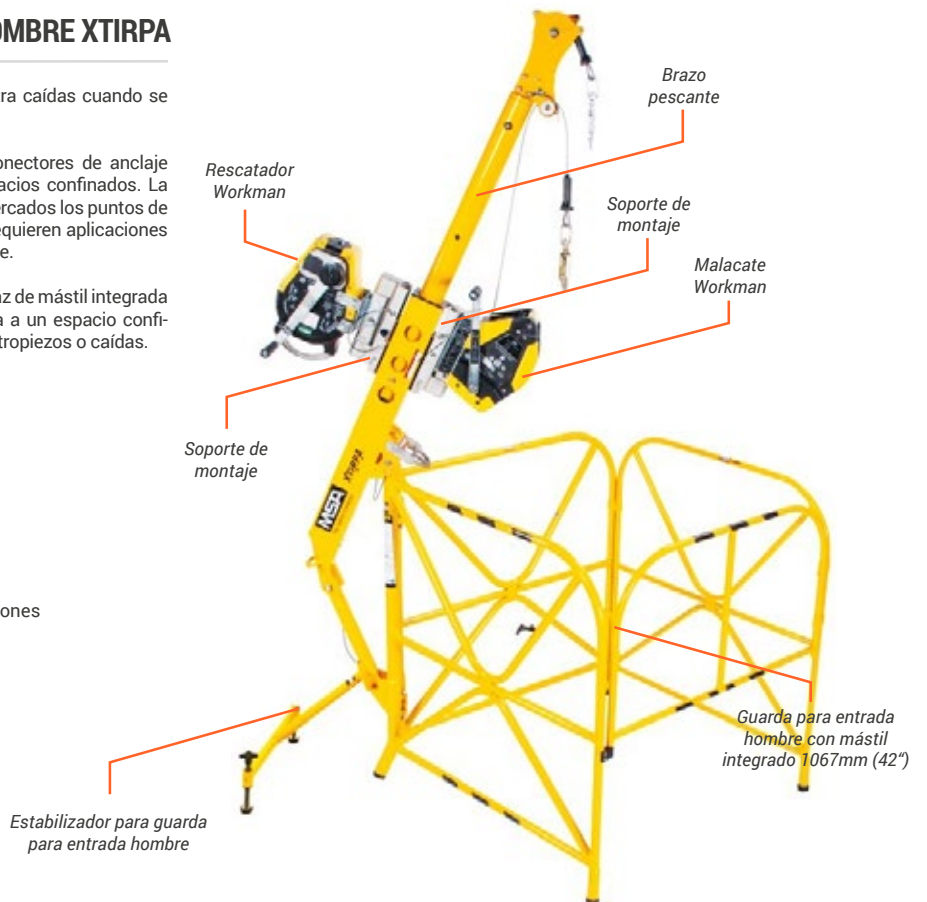 OMBRE XTIRPA
ra caídas cuando se
onectores de anclaje
acios confinados. La
ercados los puntos de
equieren aplicaciones
e.
az de mástil integrada
a a un espacio confi-
tropiezos o caídas.
ones
Brazo
pescante
Rescatador
Workman
Soporte de
montaje
Malacate
Workman
Soporte de
montaje
XTIRPA
MSA
Guarda para entrada
hombre con mástil
integrado 1067mm (42“)
Estabilizador para guarda
para entrada hombre